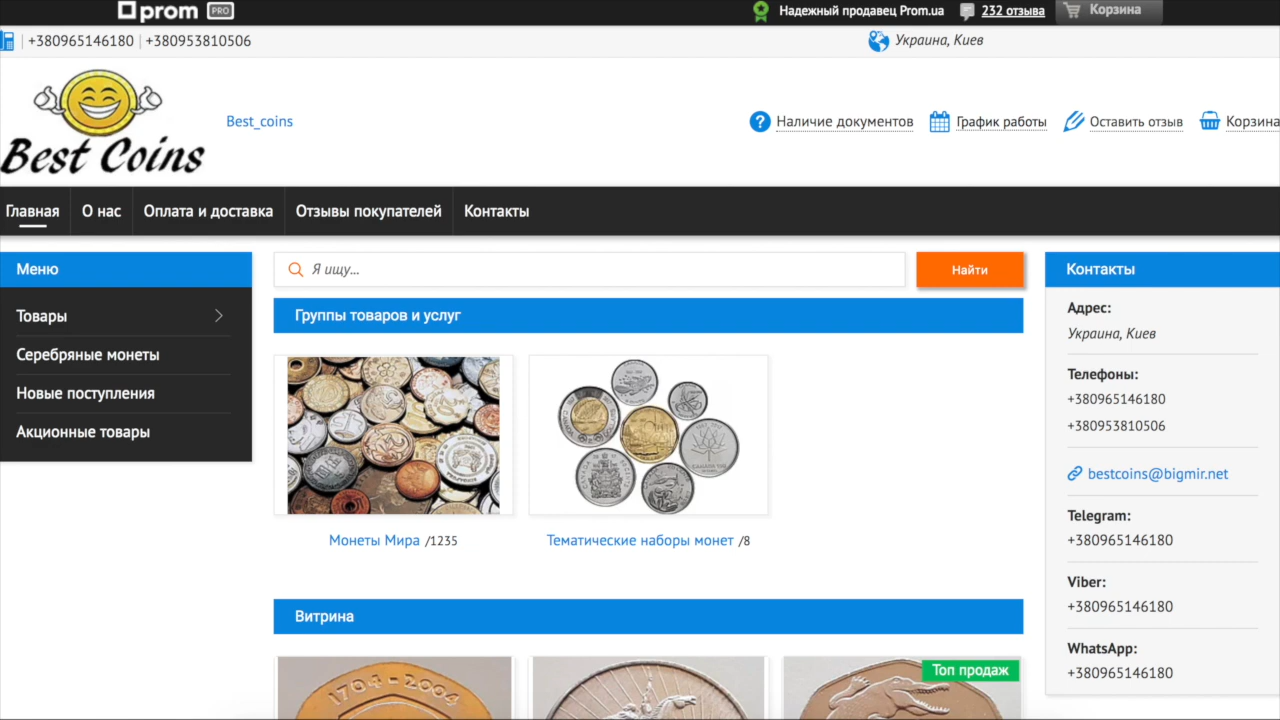 prom PRO
Надежный продавец Prom.ua
232 отзыва
Корзина
+380965146180
+380953810506
Украина, Киев
Best Coins
Best_coins
Наличие документов
График работы
Оставить отзыв
Корзина
Главная
О нас
Оплата и доставка
Отзывы покупателей
Контакты
Меню
Товары
Серебряные монеты
Новые поступления
Акционные товары
Я ищу...
Найти
Группы товаров и услуг
Монеты Мира /1235
Тематические наборы монет /8
Витрина
1704-2004
Топ продаж
Контакты
Адрес:
Украина, Киев
Телефоны:
+380965146180
+380953810506
bestcoins@bigmir.net
Telegram:
+380965146180
Viber:
+380965146180
WhatsApp:
+380965146180